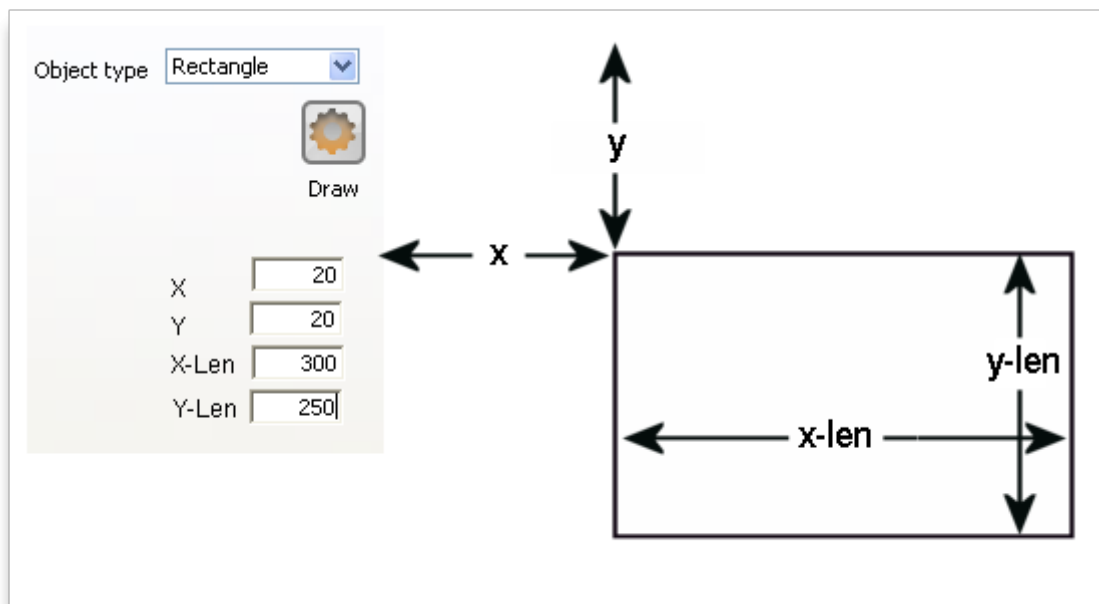 Object type Rectangle
Draw
X 20
Y 20
X-Len 300
Y-Len 250
y
x
y-len
x-len